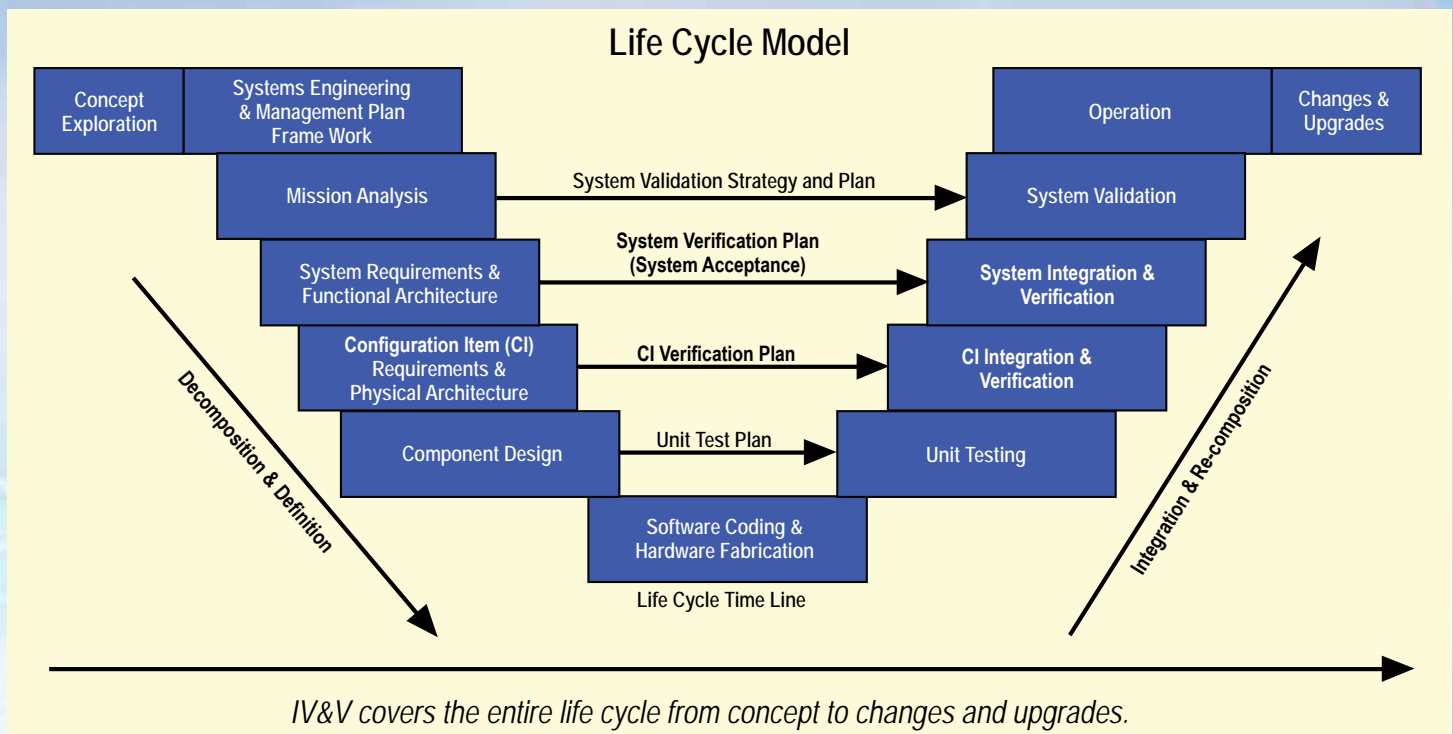 Life Cycle Model
Concept
Exploration
Systems Engineering
& Management Plan
Frame Work
Operation
Changes &
Upgrades
Mission Analysis
System Validation Strategy and Plan
System Validation
System Requirements &
Functional Architecture
System Verification Plan
(System Acceptance)
System Integration &
Verification
Configuration Item (CI)
Requirements &
Physical Architecture
CI Verification Plan
CI Integration &
Verification
Component Design
Unit Test Plan
Unit Testing
Decomposition & Definition
Software Coding &
Hardware Fabrication
Integration & Re-composition
Life Cycle Time Line
IV&V covers the entire life cycle from concept to changes and upgrades.